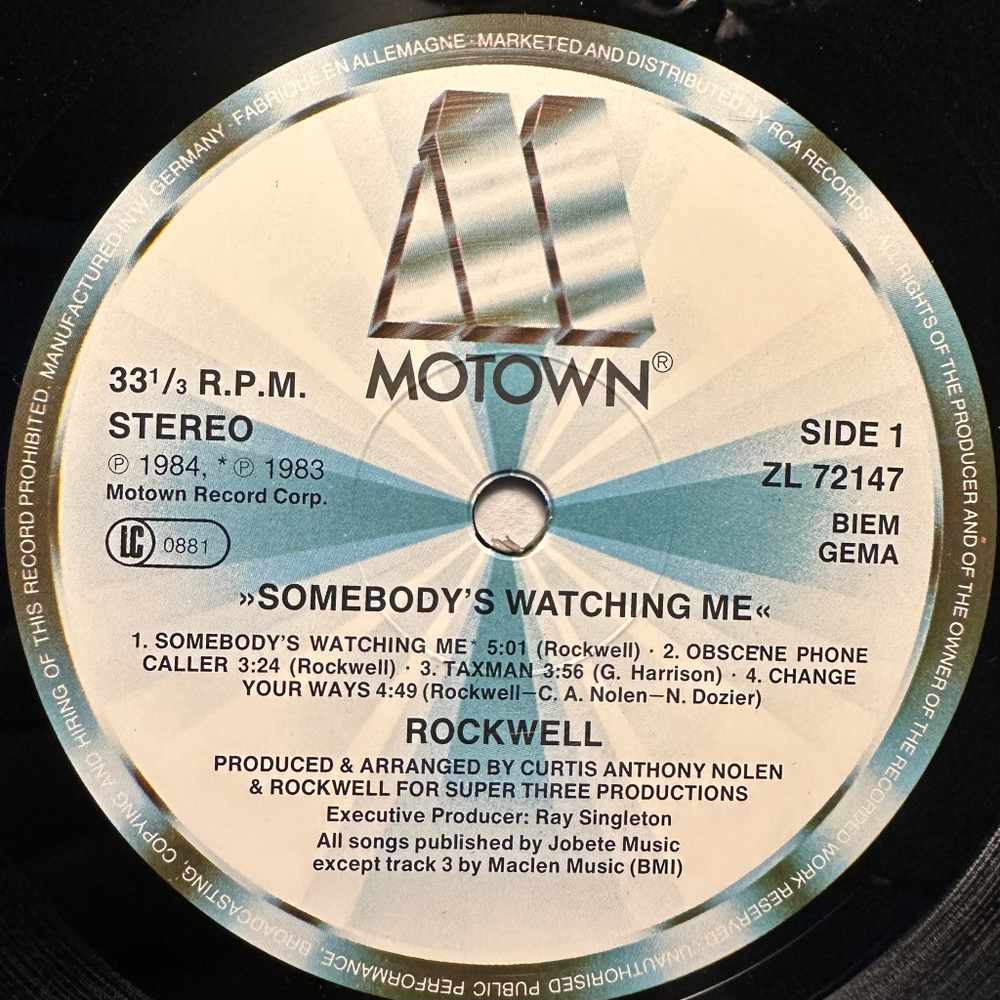 MANUFACTURED IN W. GERMANY · FABRIQUE EN ALLEMAGNE · MARKETED AND DISTRIBUTED BY RCA RECORDS · ALL RIGHTS OF THE PRODUCER AND OF THE OWNER OF THE RECORDED WORK RESERVED · UNAUTHORISED PUBLIC PERFORMANCE, BROADCASTING, COPYING AND HIRING OF THIS RECORD PROHIBITED.
MOTOWN®
33 1/3 R.P.M.
STEREO
℗ 1984, * ℗ 1983
Motown Record Corp.
LC 0881
SIDE 1
ZL 72147
BIEM
GEMA
»SOMEBODY'S WATCHING ME«
1. SOMEBODY'S WATCHING ME* 5:01 (Rockwell) · 2. OBSCENE PHONE
CALLER 3:24 (Rockwell) · 3. TAXMAN 3:56 (G. Harrison) · 4. CHANGE
YOUR WAYS 4:49 (Rockwell—C. A. Nolen—N. Dozier)
ROCKWELL
PRODUCED & ARRANGED BY CURTIS ANTHONY NOLEN
& ROCKWELL FOR SUPER THREE PRODUCTIONS
Executive Producer: Ray Singleton
All songs published by Jobete Music
except track 3 by Maclen Music (BMI)